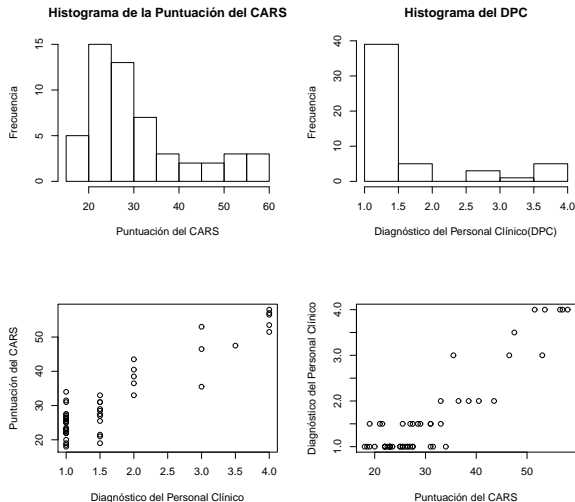 Histograma de la Puntuación del CARS
Frecuencia
0 5 10 15
20 30 40 50 60
Puntuación del CARS
Histograma del DPC
Frecuencia
0 10 20 30 40
1.0 1.5 2.0 2.5 3.0 3.5 4.0
Diagnóstico del Personal Clínico(DPC)
Puntuación del CARS
20 30 40 50
1.0 1.5 2.0 2.5 3.0 3.5 4.0
Diagnóstico del Personal Clínico
Diagnóstico del Personal Clínico
1.0 2.0 3.0 4.0
20 30 40 50
Puntuación del CARS